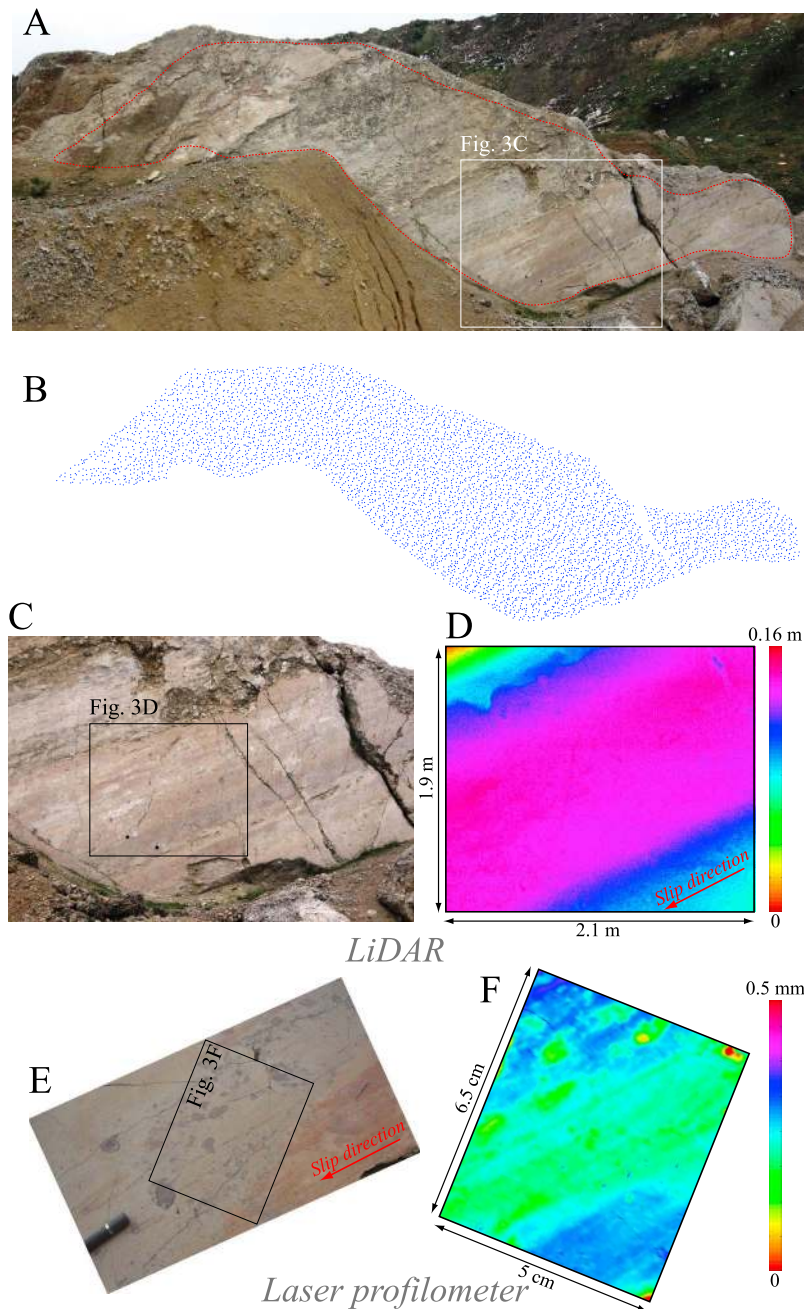 A
Fig. 3C
B
C
D
Fig. 3D
0.16 m
1.9 m
Slip direction
0
2.1 m
LiDAR
E
F
Fig. 3F
Slip direction
0.5 mm
6.5 cm
5 cm
0
Laser profilometer